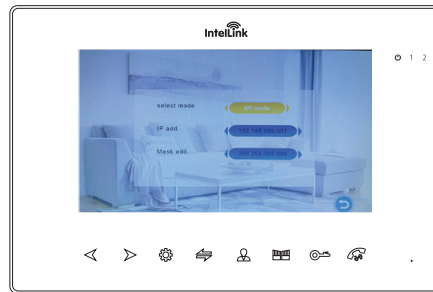 IntelLink
1 2
select mode AP mode
IP add.
Mask add.